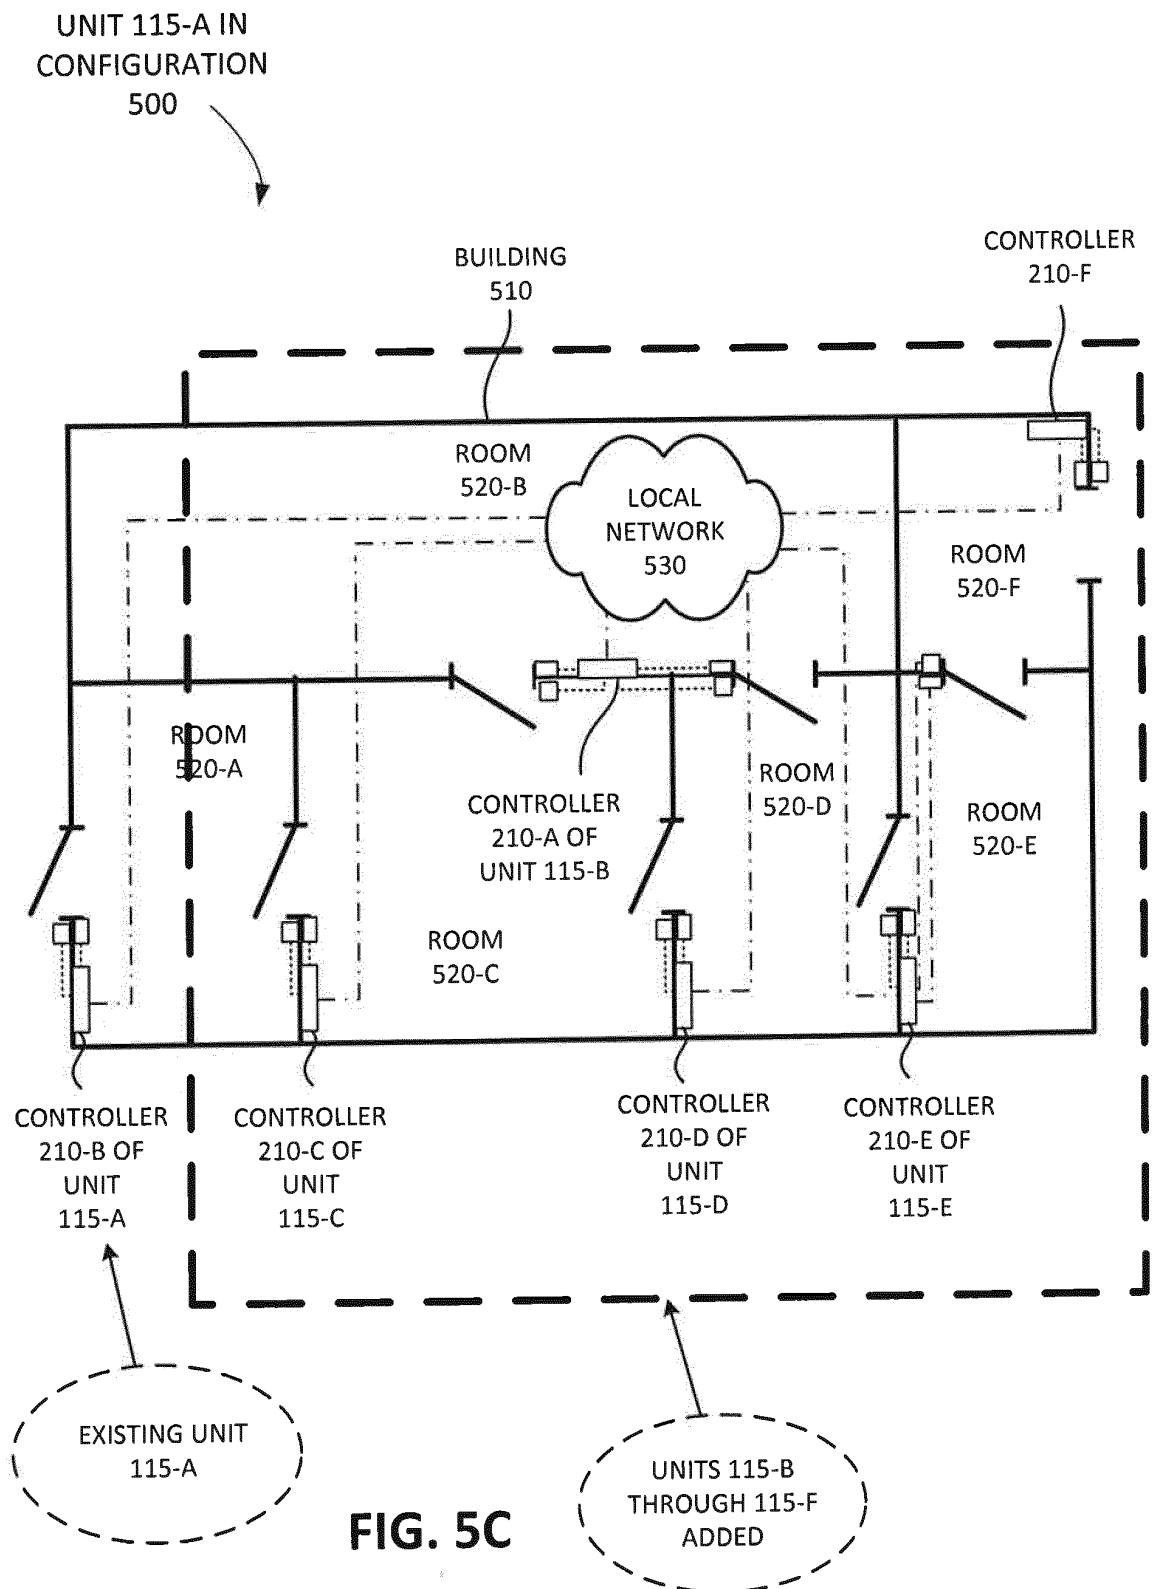 UNIT 115-A IN
CONFIGURATION
500
BUILDING
510
CONTROLLER
210-F
ROOM
520-B
LOCAL
NETWORK
530
ROOM
520-F
ROOM
520-A
CONTROLLER
210-A OF
UNIT 115-B
ROOM
520-D
ROOM
520-E
ROOM
520-C
CONTROLLER
210-B OF
UNIT
115-A
CONTROLLER
210-C OF
UNIT
115-C
CONTROLLER
210-D OF
UNIT
115-D
CONTROLLER
210-E OF
UNIT
115-E
EXISTING UNIT
115-A
UNITS 115-B
THROUGH 115-F
ADDED
FIG. 5C